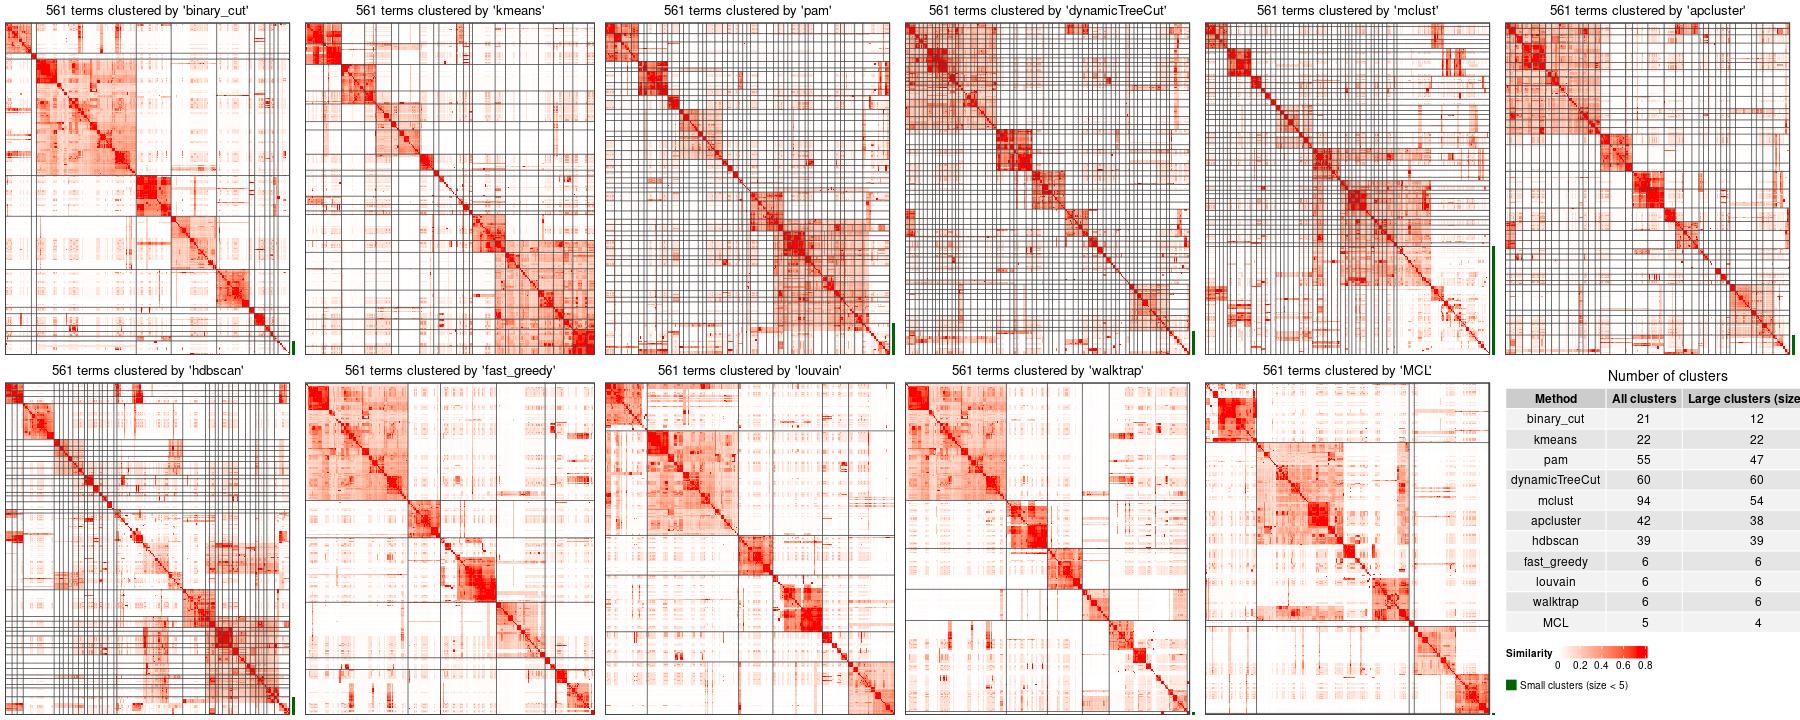 561 terms clustered by 'binary_cut'
561 terms clustered by 'kmeans'
561 terms clustered by 'pam'
561 terms clustered by 'dynamicTreeCut'
561 terms clustered by 'mclust'
561 terms clustered by 'apcluster'
561 terms clustered by 'hdbscan'
561 terms clustered by 'fast_greedy'
561 terms clustered by 'louvain'
561 terms clustered by 'walktrap'
561 terms clustered by 'MCL'
Number of clusters
Method All clusters Large clusters (size
binary_cut 21 12
kmeans 22 22
pam 55 47
dynamicTreeCut 60 60
mclust 94 54
apcluster 42 38
hdbscan 39 39
fast_greedy 6 6
louvain 6 6
walktrap 6 6
MCL 5 4
Similarity
0 0.2 0.4 0.6 0.8
Small clusters (size < 5)